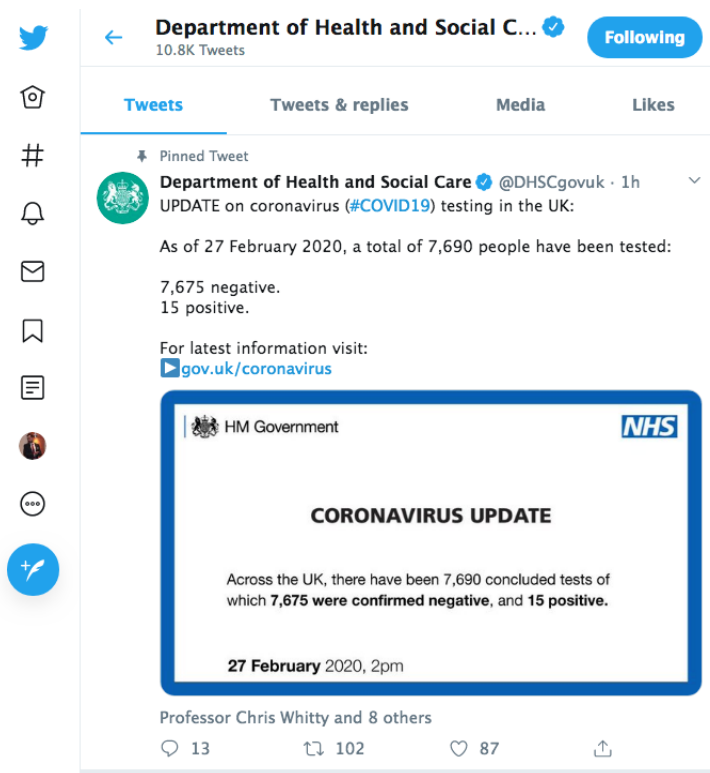 Department of Health and Social C...
10.8K Tweets
Following
Tweets
Tweets & replies
Media
Likes
Pinned Tweet
Department of Health and Social Care @DHSCgovuk · 1h
UPDATE on coronavirus (#COVID19) testing in the UK:
As of 27 February 2020, a total of 7,690 people have been tested:
7,675 negative.
15 positive.
For latest information visit:
▶gov.uk/coronavirus
HM Government
NHS
CORONAVIRUS UPDATE
Across the UK, there have been 7,690 concluded tests of
which 7,675 were confirmed negative, and 15 positive.
27 February 2020, 2pm
Professor Chris Whitty and 8 others
13
102
87